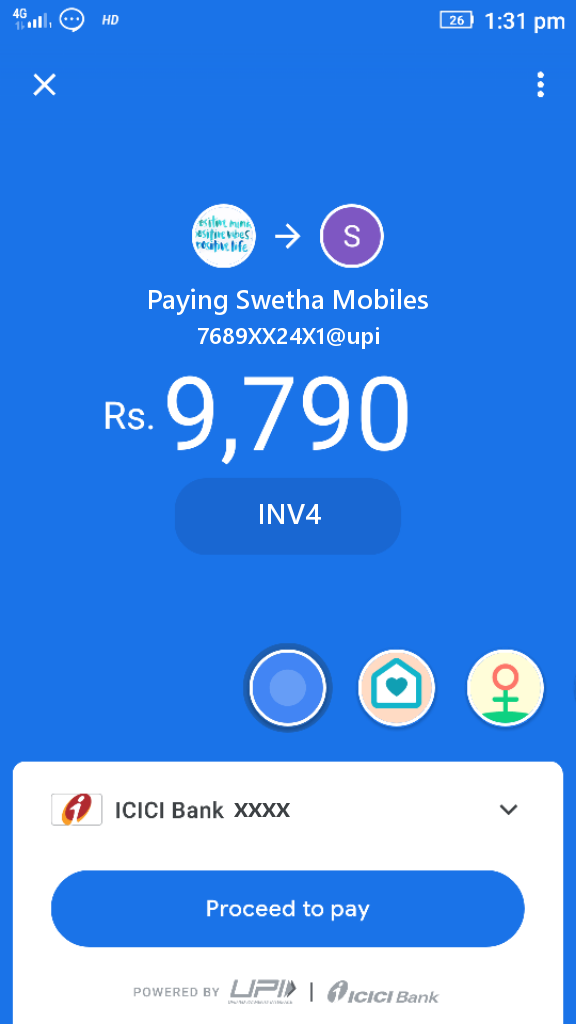 4G HD 26 1:31 pm
positive mind
positive vibes
positive life
S
Paying Swetha Mobiles
7689XX24X1@upi
Rs. 9,790
INV4
ICICI Bank XXXX
Proceed to pay
POWERED BY UPI | ICICI Bank